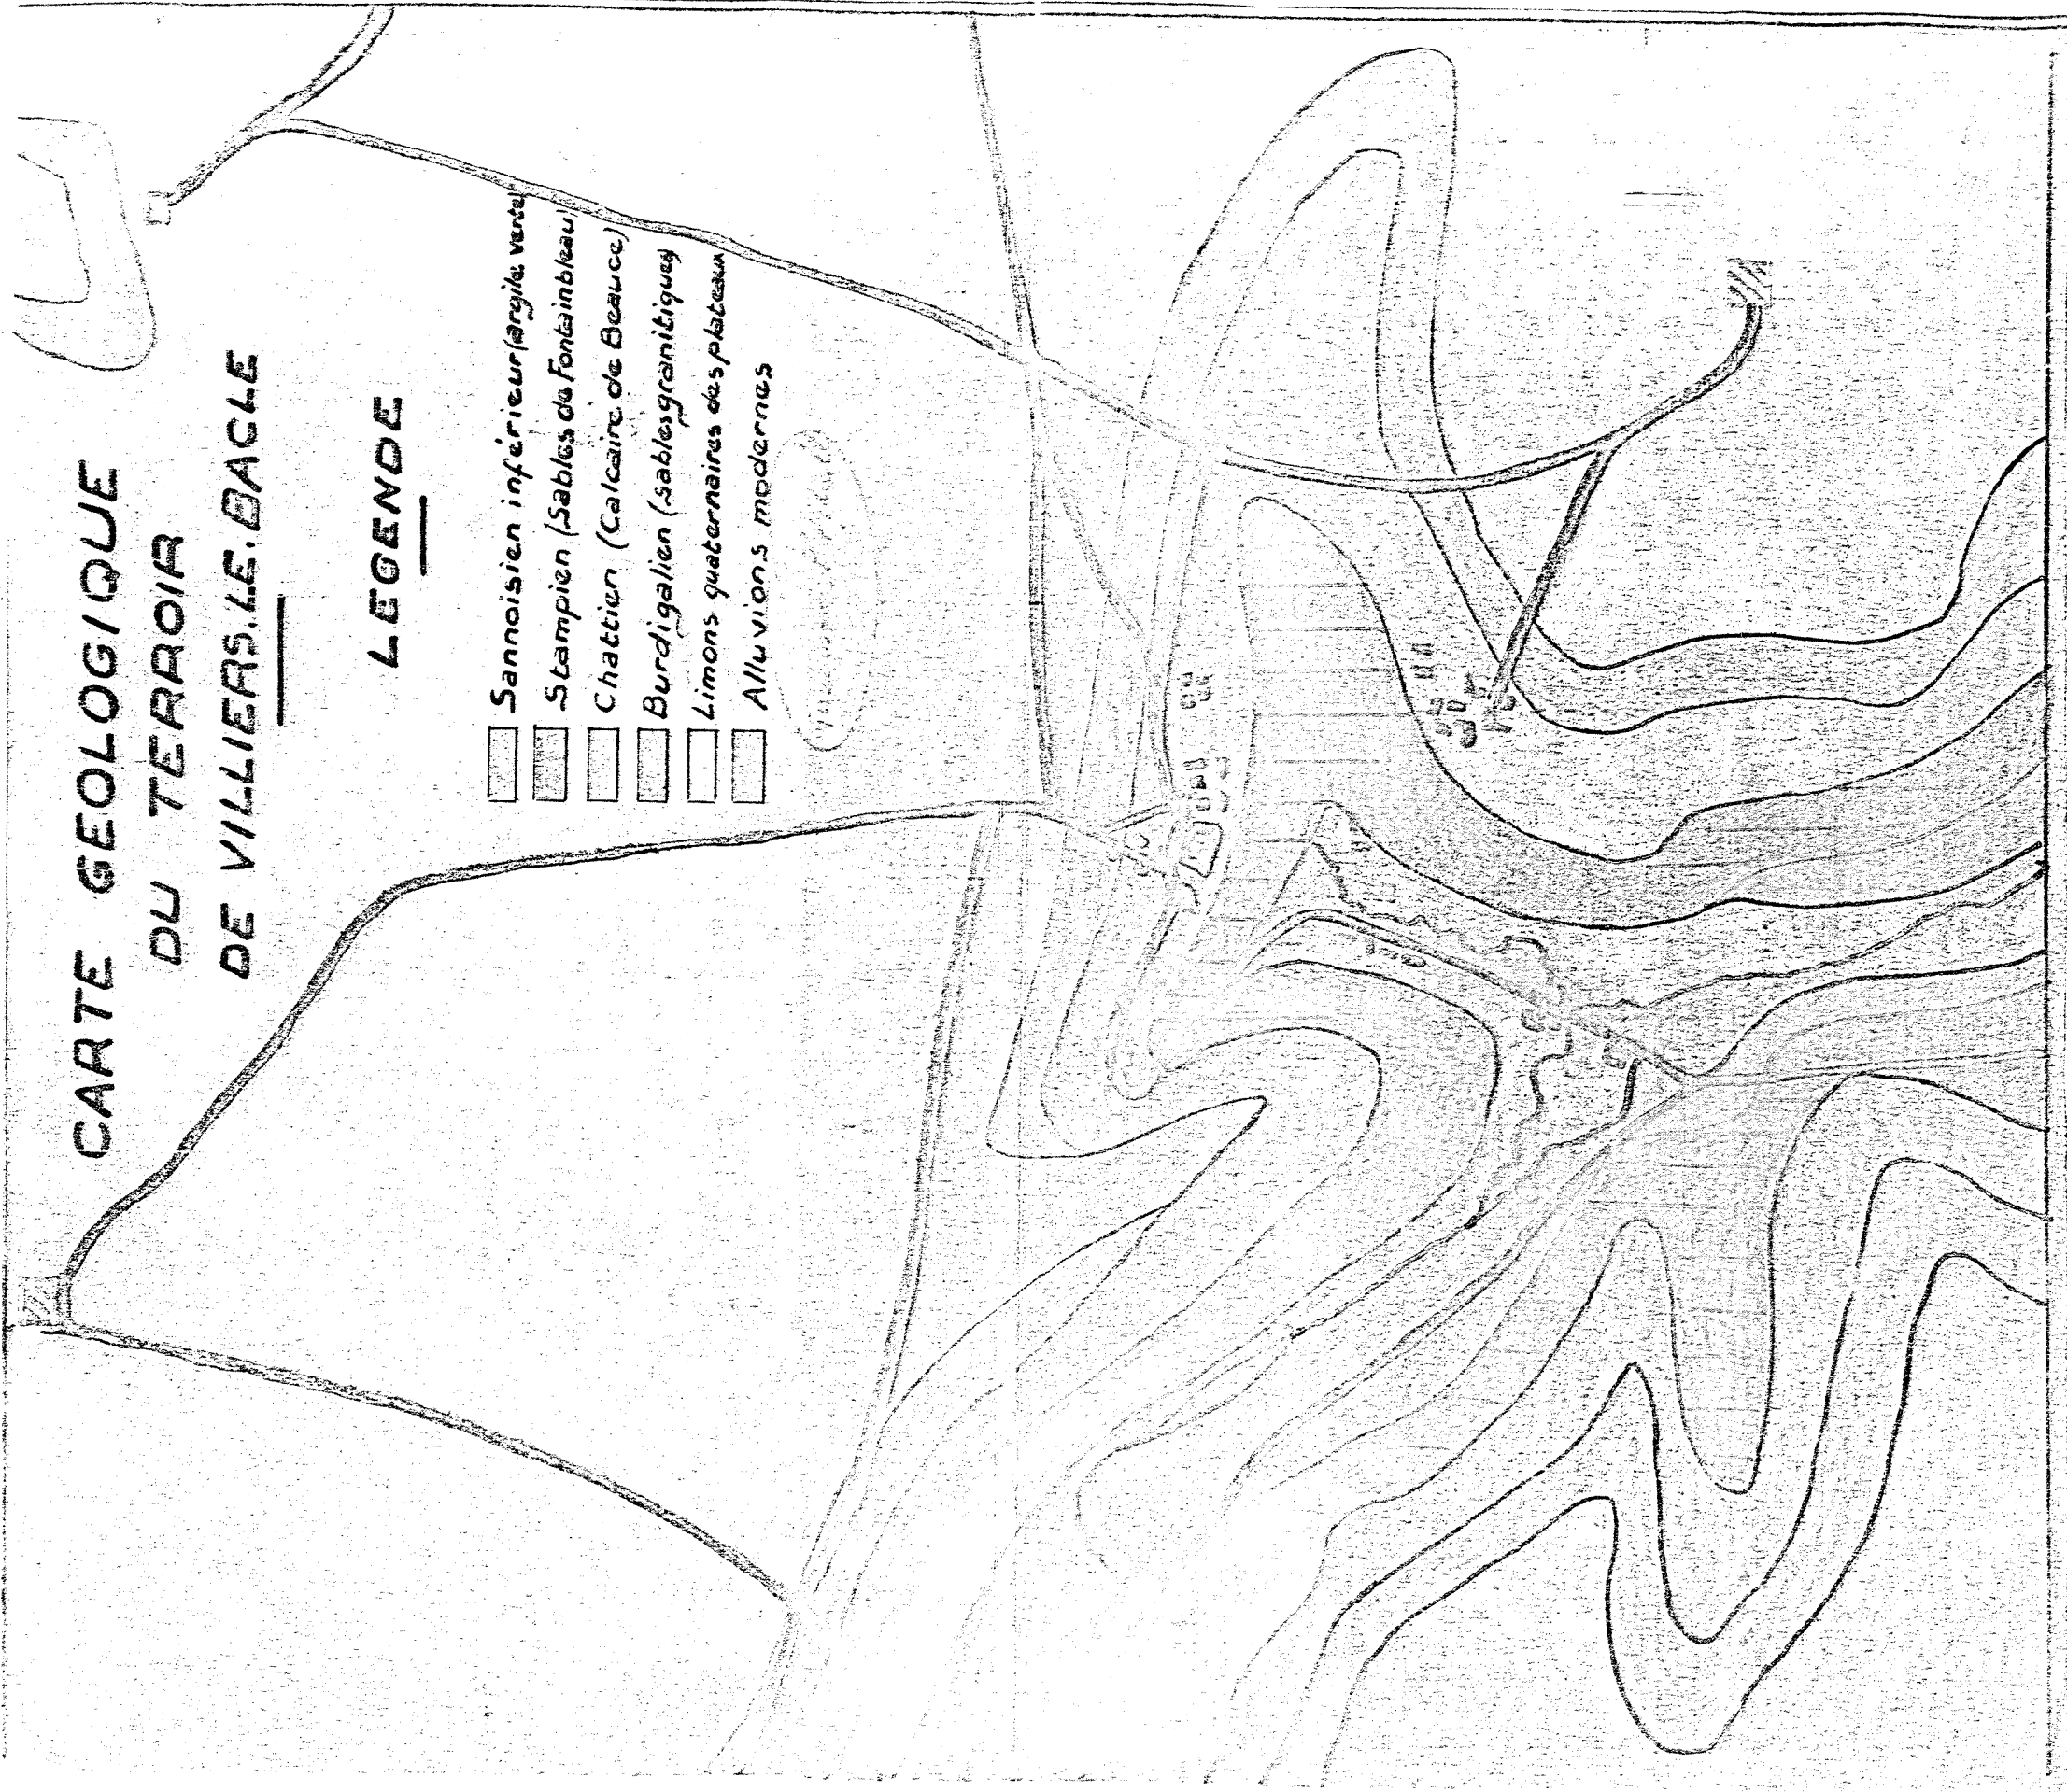 CARTE GEOLOGIQUE
DU TERROIR
DE VILLIERS.LE.BACLE
LEGENDE
Sannoisien inférieur (argile verte)
Stampien (Sables de Fontainbleau)
Chattien (Calcaire de Beauce)
Burdigalien (sables granitiques)
Limons quaternaires des plateaux
Alluvions modernes